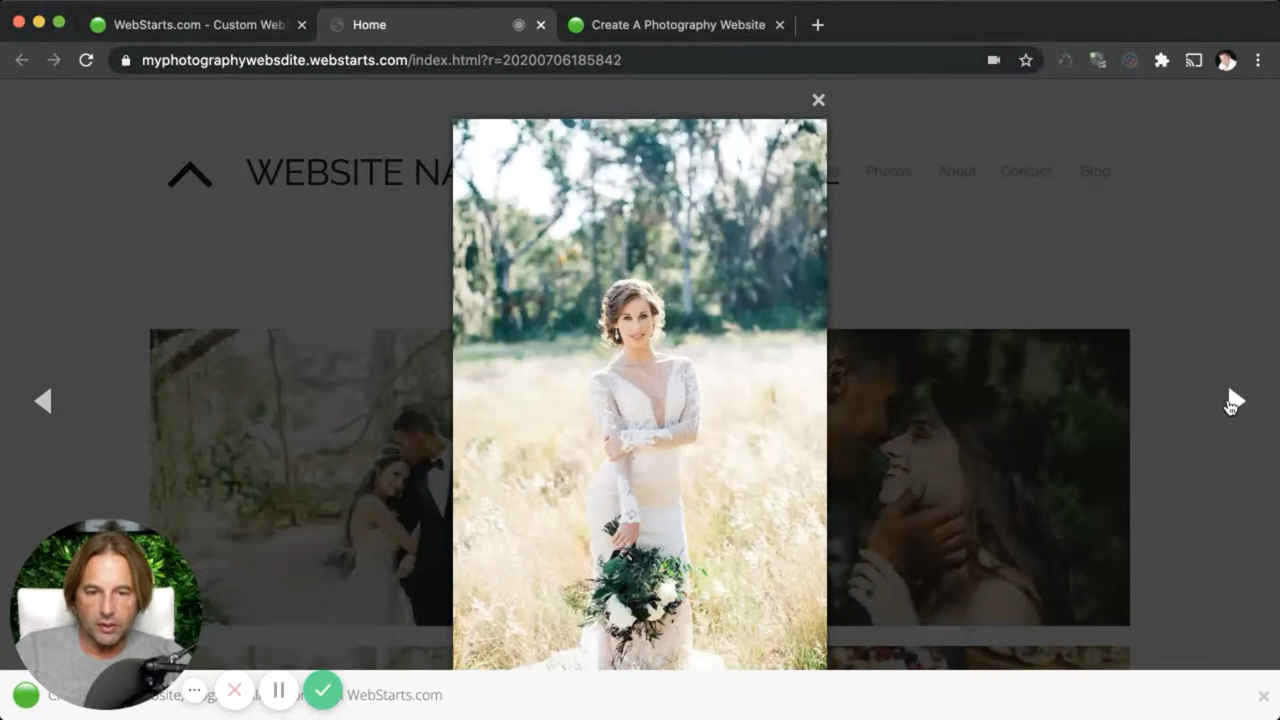 WebStarts.com - Custom Web
Home
Create A Photography Website
myphotographywebsdite.webstarts.com/index.html?r=20200706185842
WEBSITE
Photos
About
Contact
Blog
WebStarts.com